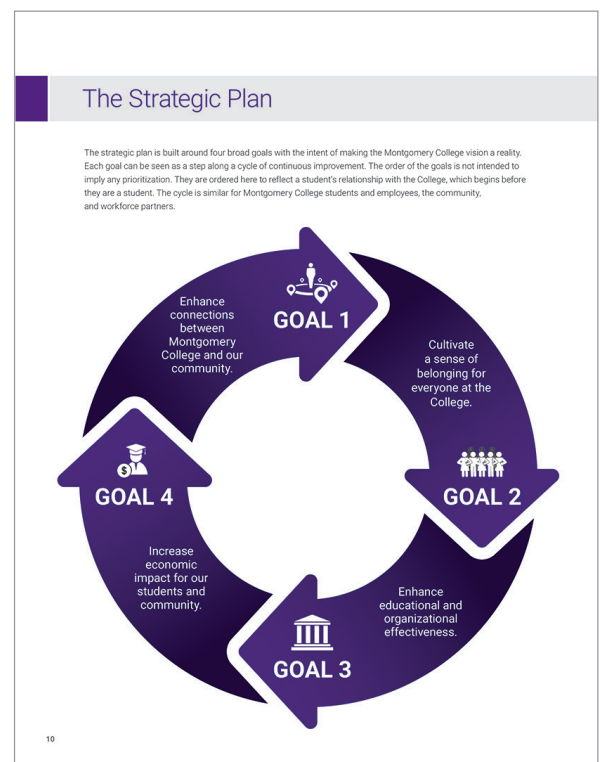 The Strategic Plan
The strategic plan is built around four broad goals with the intent of making the Montgomery College vision a reality.
Each goal can be seen as a step along a cycle of continuous improvement. The order of the goals is not intended to
imply any prioritization. They are ordered here to reflect a student's relationship with the College, which begins before
they are a student. The cycle is similar for Montgomery College students and employees, the community,
and workforce partners.
Enhance
connections
between
Montgomery
College and our
community.
GOAL 1
Cultivate
a sense of
belonging for
everyone at the
College.
GOAL 2
Enhance
educational and
organizational
effectiveness.
GOAL 3
Increase
economic
impact for our
students and
community.
GOAL 4
$
10